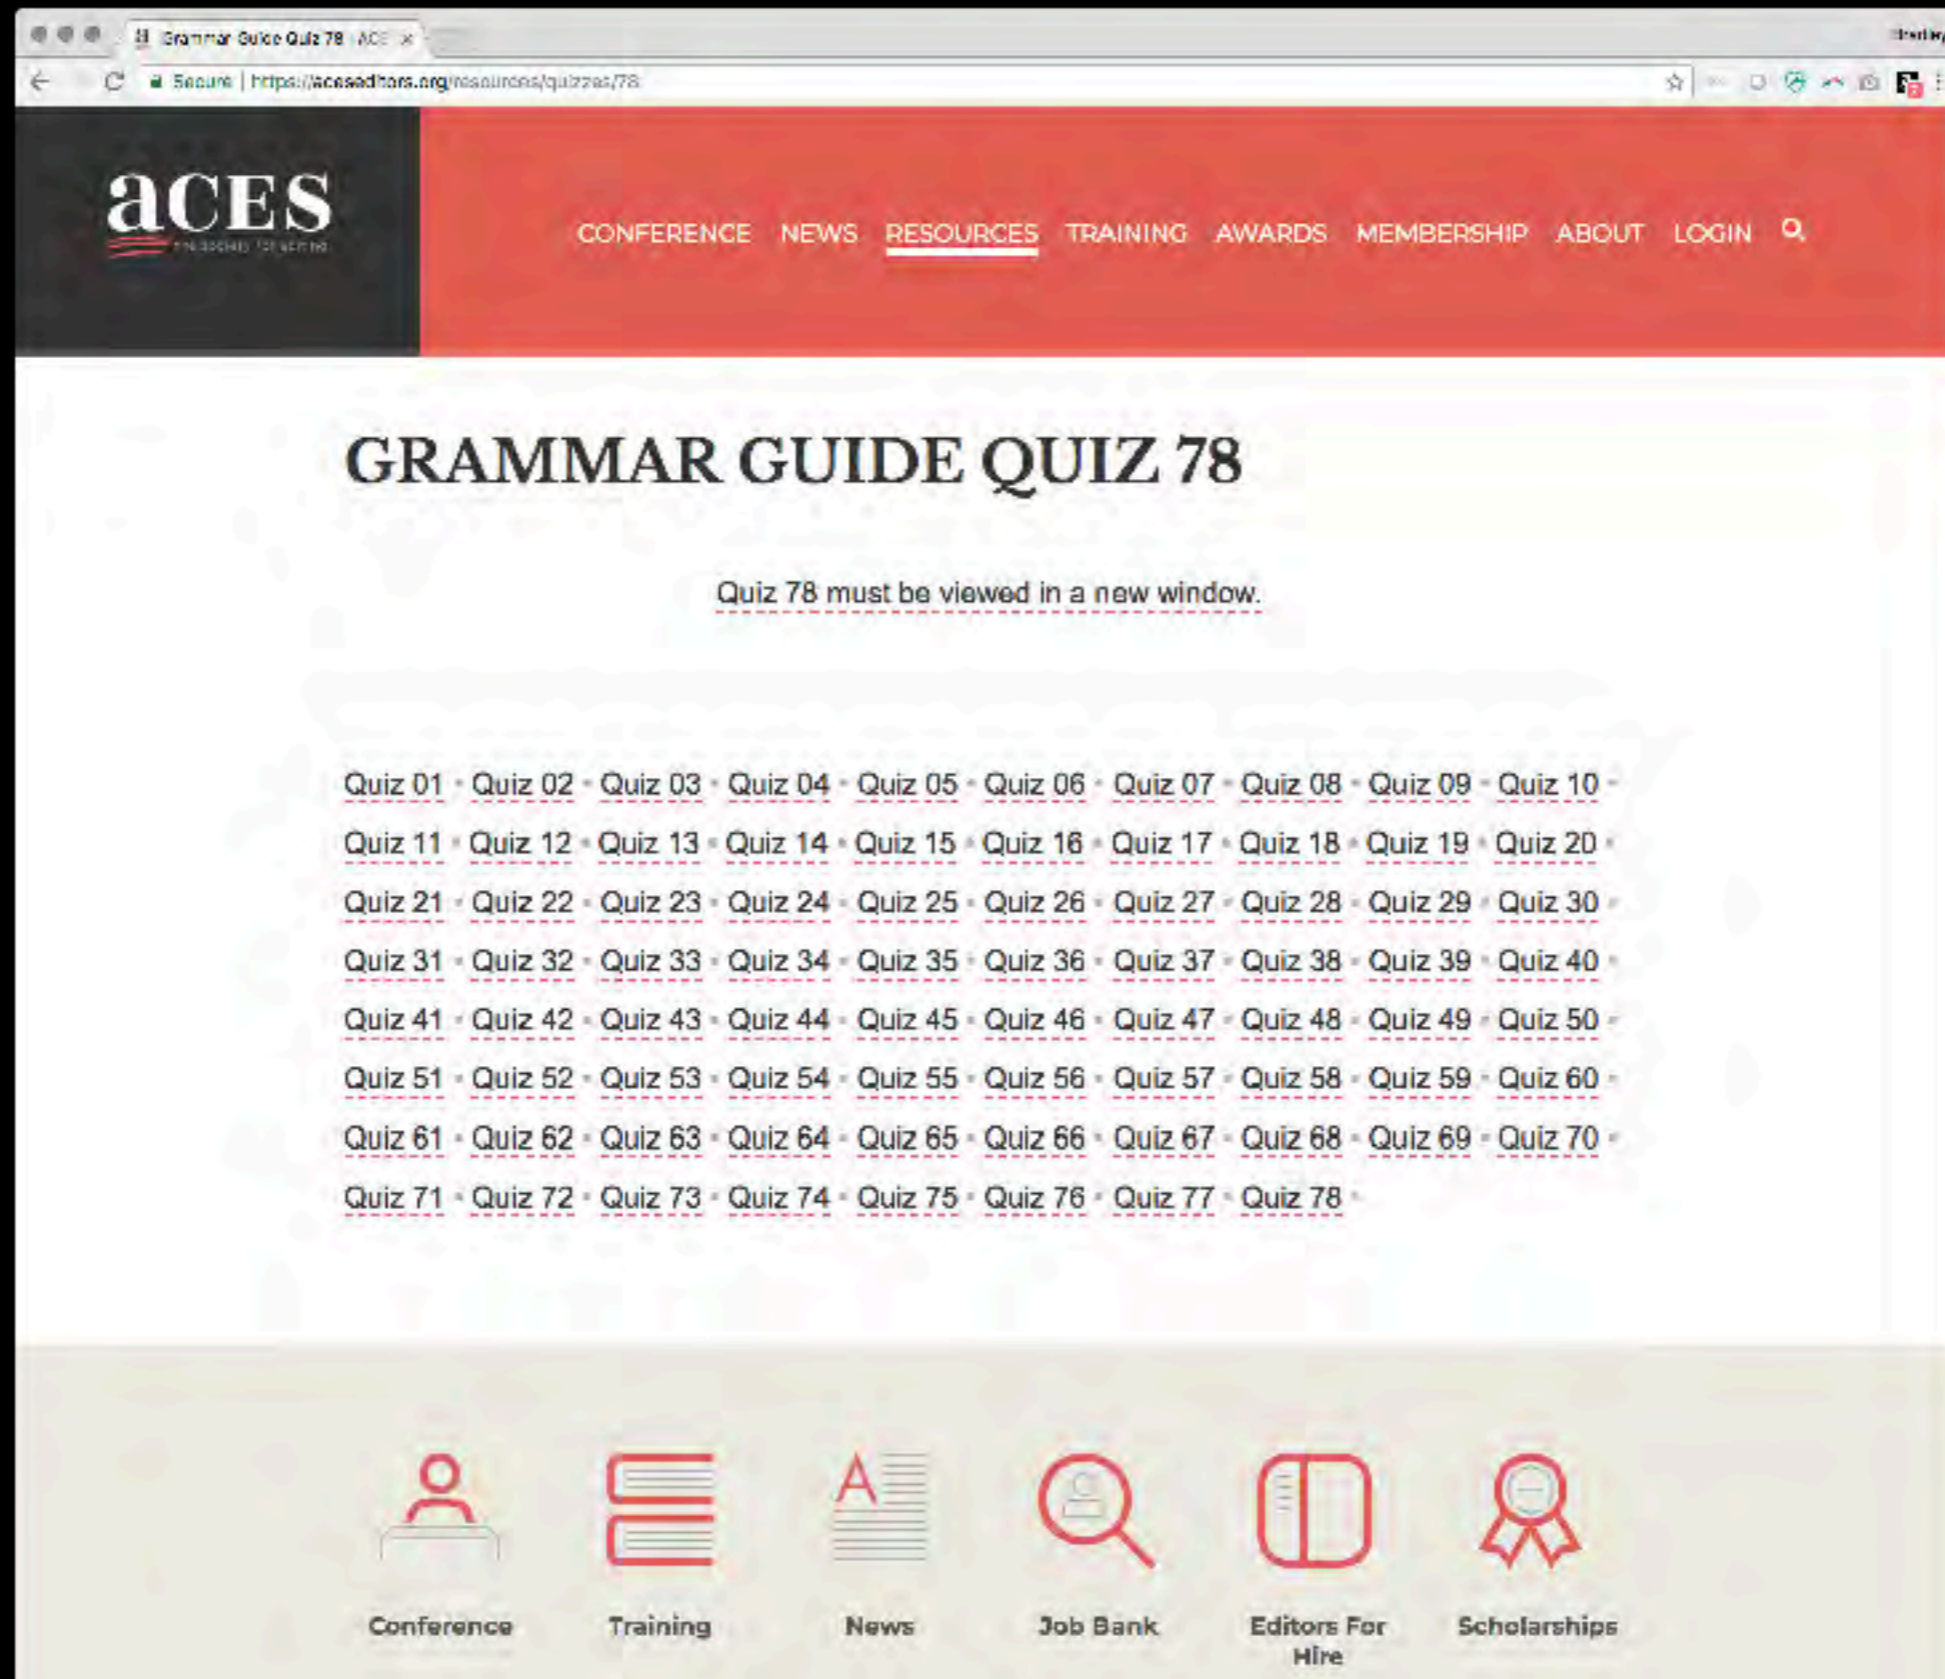 Grammar Guide Quiz 78 ACE
Secure | https://aceseditors.org/resources/quizzes/78
aCES
CONFERENCE NEWS RESOURCES TRAINING AWARDS MEMBERSHIP ABOUT LOGIN
GRAMMAR GUIDE QUIZ 78
Quiz 78 must be viewed in a new window.
Quiz 01 • Quiz 02 • Quiz 03 • Quiz 04 • Quiz 05 • Quiz 06 • Quiz 07 • Quiz 08 • Quiz 09 • Quiz 10 •
Quiz 11 • Quiz 12 • Quiz 13 • Quiz 14 • Quiz 15 • Quiz 16 • Quiz 17 • Quiz 18 • Quiz 19 • Quiz 20 •
Quiz 21 • Quiz 22 • Quiz 23 • Quiz 24 • Quiz 25 • Quiz 26 • Quiz 27 • Quiz 28 • Quiz 29 • Quiz 30 •
Quiz 31 • Quiz 32 • Quiz 33 • Quiz 34 • Quiz 35 • Quiz 36 • Quiz 37 • Quiz 38 • Quiz 39 • Quiz 40 •
Quiz 41 • Quiz 42 • Quiz 43 • Quiz 44 • Quiz 45 • Quiz 46 • Quiz 47 • Quiz 48 • Quiz 49 • Quiz 50 •
Quiz 51 • Quiz 52 • Quiz 53 • Quiz 54 • Quiz 55 • Quiz 56 • Quiz 57 • Quiz 58 • Quiz 59 • Quiz 60 •
Quiz 61 • Quiz 62 • Quiz 63 • Quiz 64 • Quiz 65 • Quiz 66 • Quiz 67 • Quiz 68 • Quiz 69 • Quiz 70 •
Quiz 71 • Quiz 72 • Quiz 73 • Quiz 74 • Quiz 75 • Quiz 76 • Quiz 77 • Quiz 78 •
A
Conference Training News Job Bank Editors For Scholarships
Hire